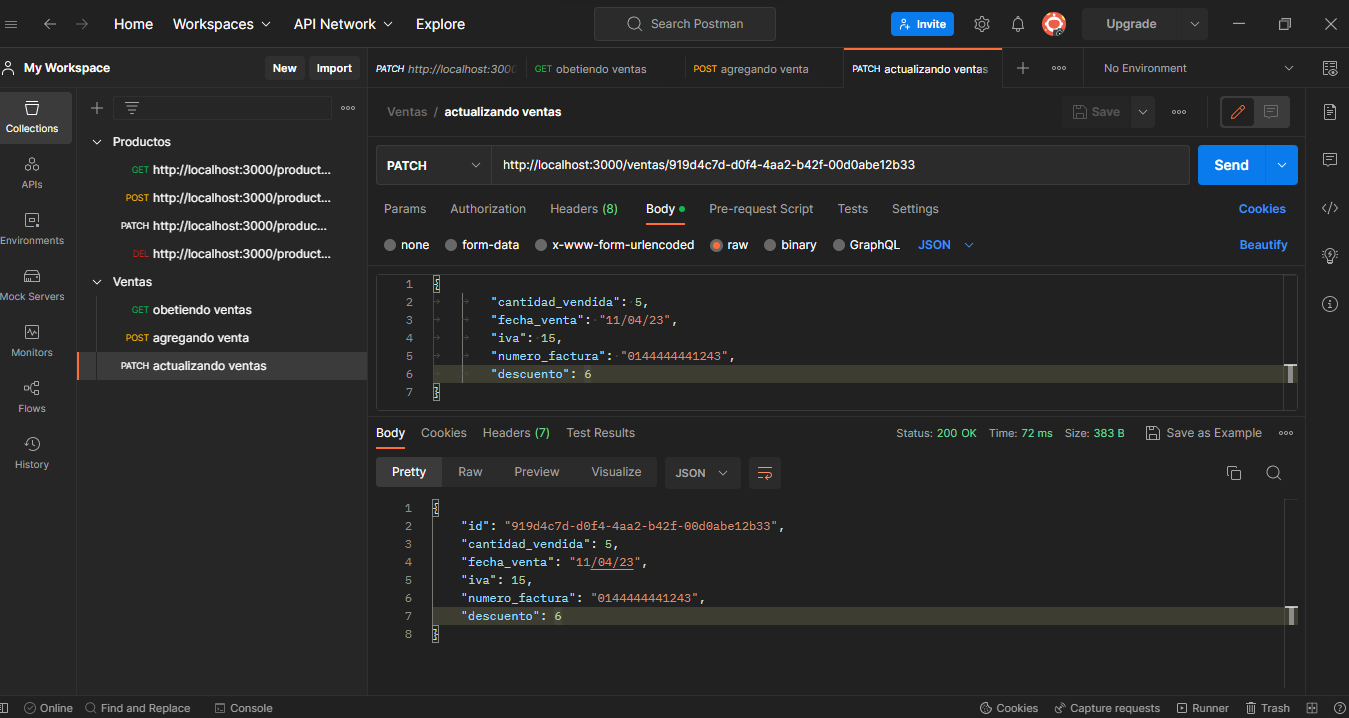 Home Workspaces API Network Explore Search Postman Invite Upgrade
My Workspace New Import PATCH http://localhost:300 GET obetiendo ventas POST agregando venta PATCH actualizando ventas No Environment
Ventas / actualizando ventas Save
Collections
APIs
Environments
Mock Servers
Monitors
Flows
History
Productos
GET http://localhost:3000/product...
POST http://localhost:3000/product...
PATCH http://localhost:3000/produc...
DEL http://localhost:3000/product...
Ventas
GET obetiendo ventas
POST agregando venta
PATCH actualizando ventas
PATCH http://localhost:3000/ventas/919d4c7d-d0f4-4aa2-b42f-00d0abe12b33 Send
Params Authorization Headers (8) Body Pre-request Script Tests Settings Cookies
none form-data x-www-form-urlencoded raw binary GraphQL JSON Beautify
1 {
2 "cantidad_vendida": 5,
3 "fecha_venta": "11/04/23",
4 "iva": 15,
5 "numero_factura": "0144444441243",
6 "descuento": 6
7 }
Body Cookies Headers (7) Test Results Status: 200 OK Time: 72 ms Size: 383 B Save as Example
Pretty Raw Preview Visualize JSON
1 {
2 "id": "919d4c7d-d0f4-4aa2-b42f-00d0abe12b33",
3 "cantidad_vendida": 5,
4 "fecha_venta": "11/04/23",
5 "iva": 15,
6 "numero_factura": "0144444441243",
7 "descuento": 6
8 }
Online Find and Replace Console Cookies Capture requests Runner Trash